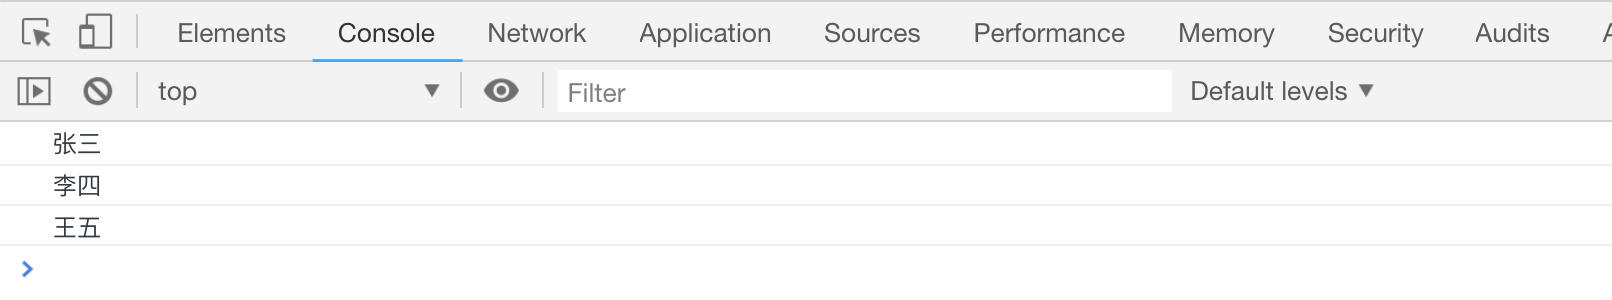 Elements Console Network Application Sources Performance Memory Security Audits
top Filter Default levels
张三
李四
王五